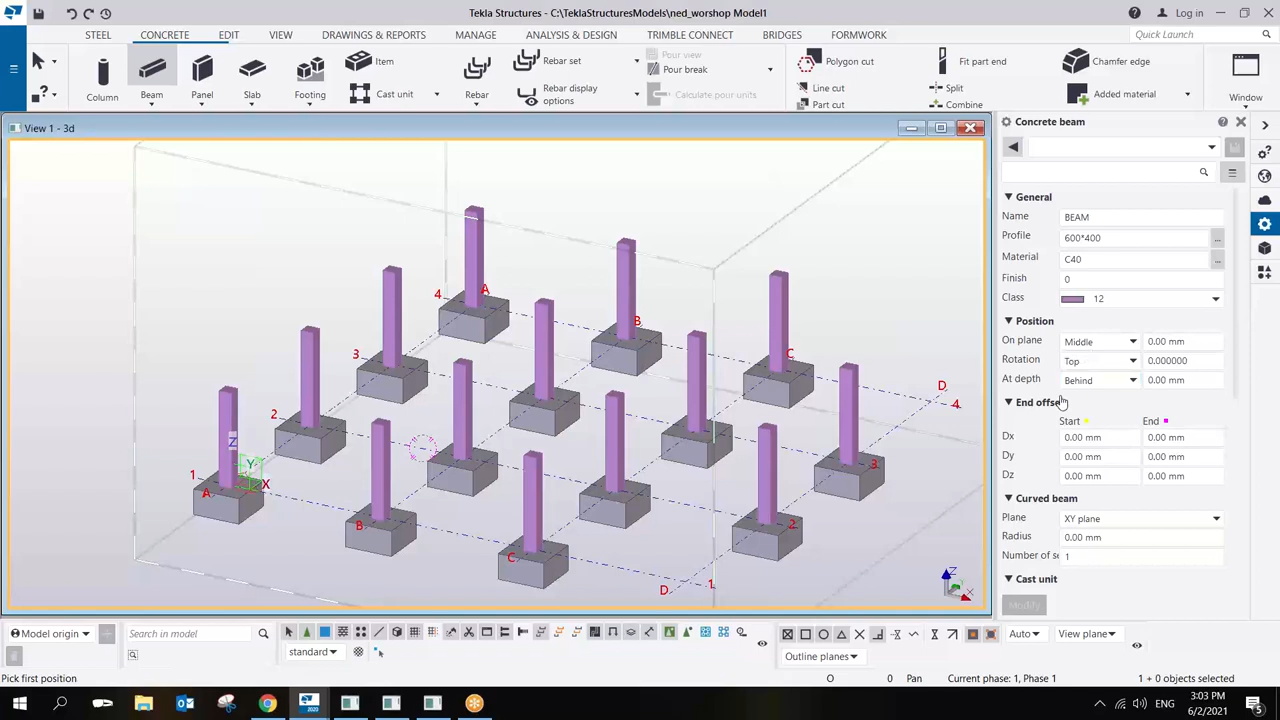 Tekla Structures - C:\TeklaStructuresModels\ned_workshop Model1
Log in
STEEL CONCRETE EDIT VIEW DRAWINGS & REPORTS MANAGE ANALYSIS & DESIGN TRIMBLE CONNECT BRIDGES FORMWORK
Quick Launch
Column
Beam
Panel
Slab
Footing
Item
Cast unit
Rebar
Rebar set
Rebar display options
Pour view
Pour break
Calculate pour units
Polygon cut
Line cut
Part cut
Fit part end
Split
Combine
Chamfer edge
Added material
Window
View 1 - 3d
4 A
B
3 C
2 D
4
Z
Y
1 X
A
3
B
2
C
D 1
Z
X
Concrete beam
General
Name BEAM
Profile 600*400 ...
Material C40 ...
Finish 0
Class 12
Position
On plane Middle 0.00 mm
Rotation Top 0.000000
At depth Behind 0.00 mm
End offse
Start End
Dx 0.00 mm 0.00 mm
Dy 0.00 mm 0.00 mm
Dz 0.00 mm 0.00 mm
Curved beam
Plane XY plane
Radius 0.00 mm
Number of se 1
Cast unit
Modify
Model origin
Search in model
standard
Auto
View plane
Outline planes
Pick first position
O 0 Pan Current phase: 1, Phase 1 1 + 0 objects selected
2020
ENG
3:03 PM
6/2/2021
5